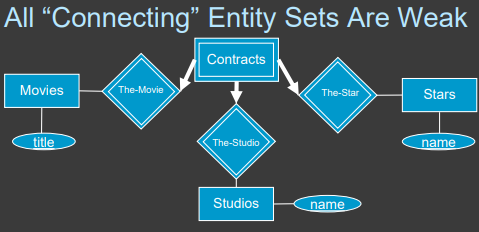 All “Connecting” Entity Sets Are Weak
Contracts
Movies
The-Movie
The-Star
Stars
title
The-Studio
name
Studios
name